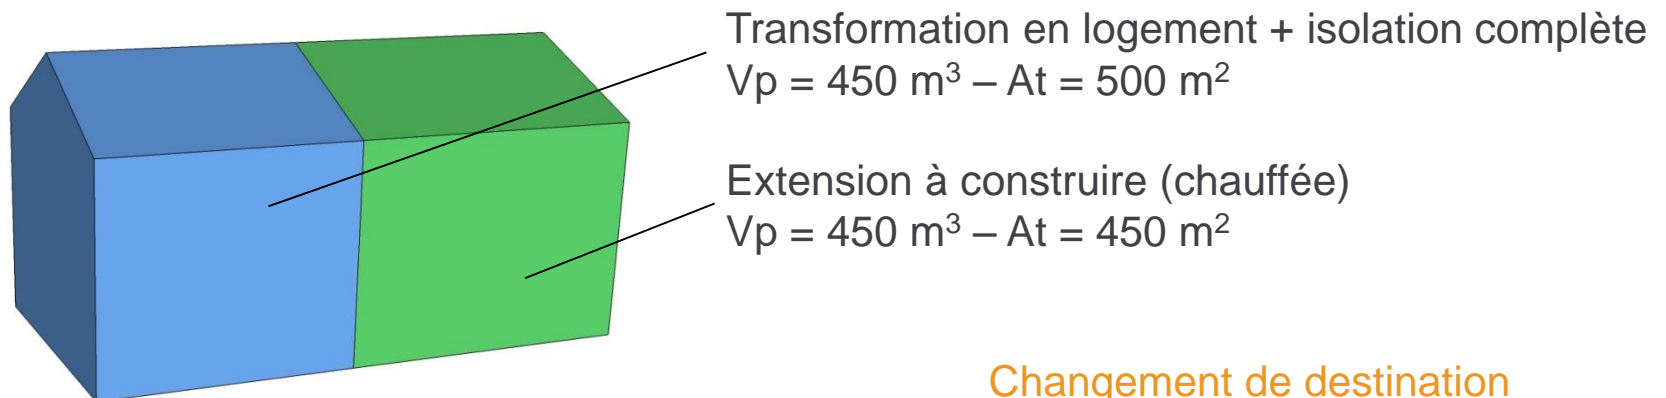 Transformation en logement + isolation complète
Vp = 450 m³ – At = 500 m²
Extension à construire (chauffée)
Vp = 450 m³ – At = 450 m²
Changement de destination